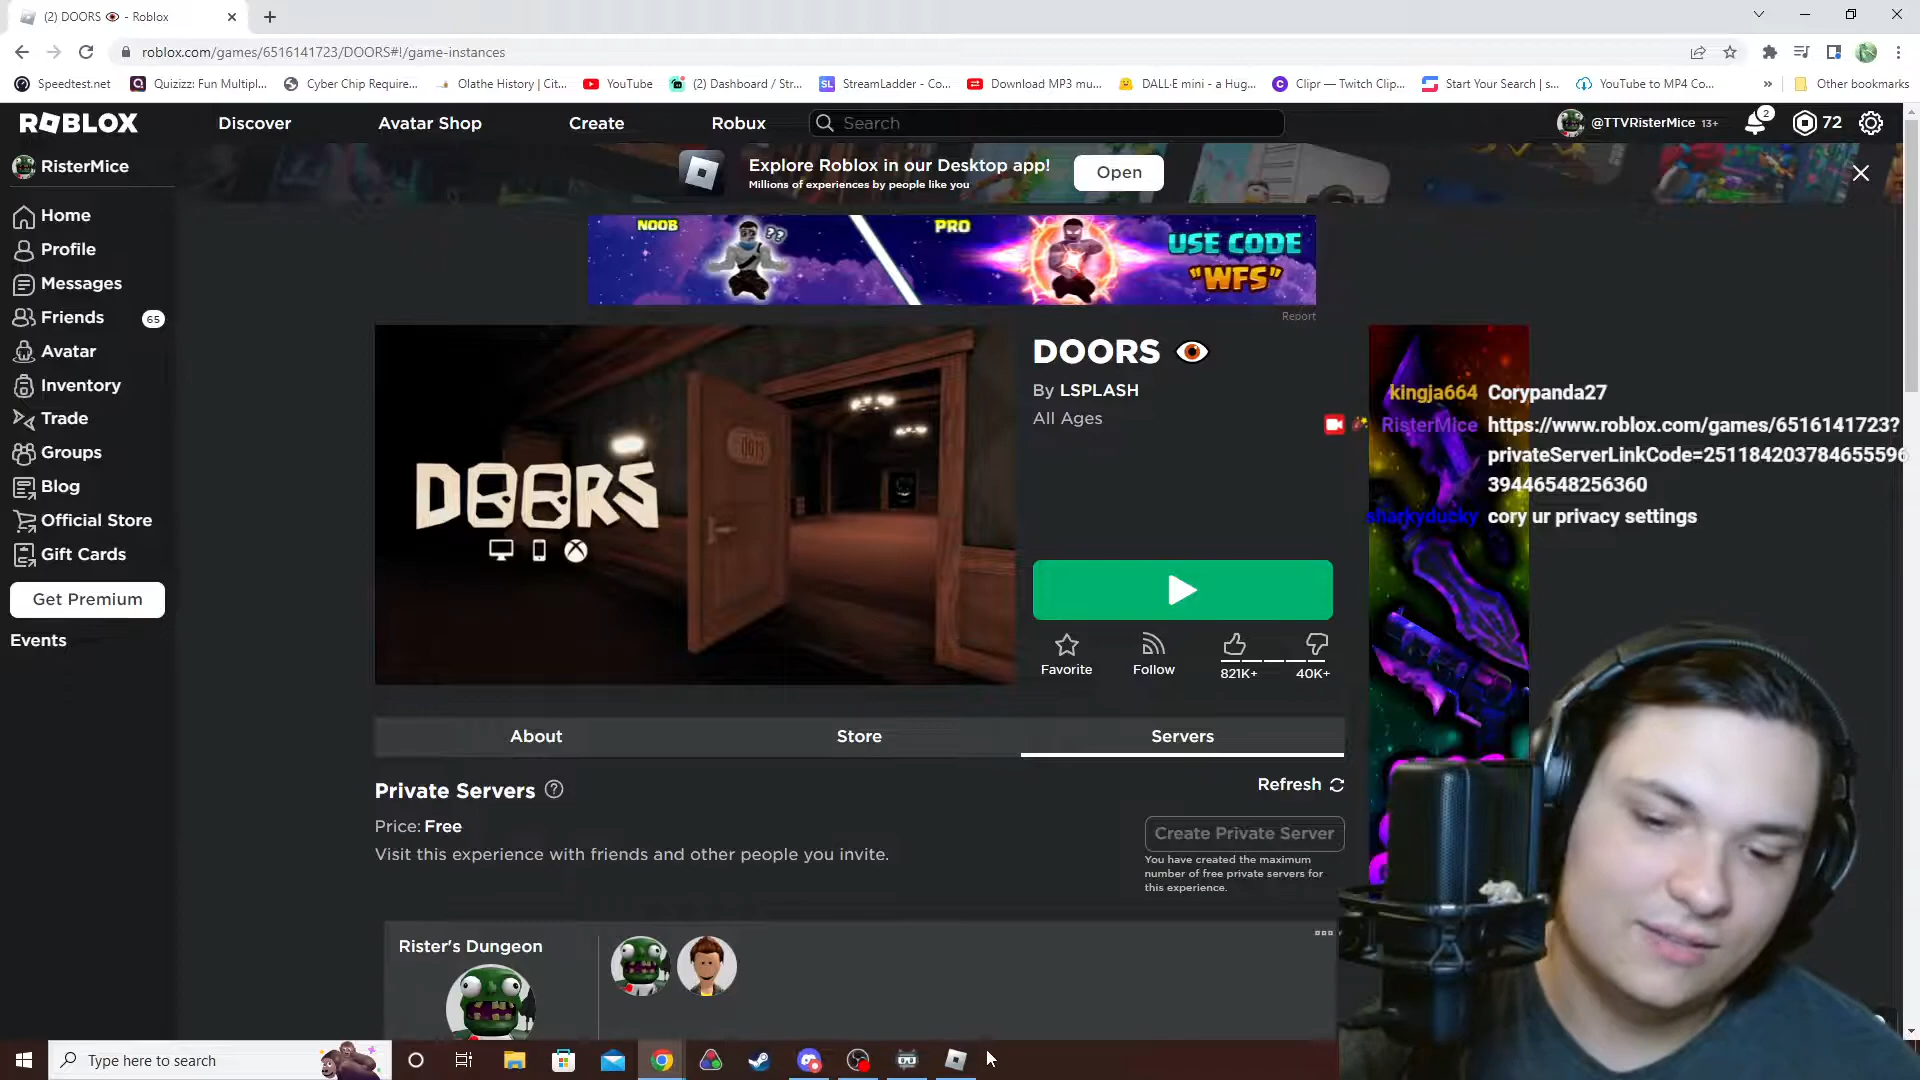 (2) DOORS 👁 - Roblox
roblox.com/games/6516141723/DOORS#!/game-instances
Speedtest.net
Quizizz: Fun Multipl...
Cyber Chip Require...
Olathe History | Cit...
YouTube
(2) Dashboard / Str...
StreamLadder - Co...
Download MP3 mu...
DALL·E mini - a Hug...
Clipr — Twitch Clip...
Start Your Search | s...
YouTube to MP4 Co...
Other bookmarks
ROBLOX
Discover
Avatar Shop
Create
Robux
Search
@TTVRisterMice 13+
2
72
RisterMice
Explore Roblox in our Desktop app!
Millions of experiences by people like you
Open
Home
Profile
Messages
Friends 65
Avatar
Inventory
Trade
Groups
Blog
Official Store
Gift Cards
Get Premium
Events
NOOB
??
PRO
USE CODE
"WFS"
Report
DOORS
DOORS 👁
By LSPLASH
All Ages
kingja664 Corypanda27
RisterMice https://www.roblox.com/games/6516141723?
privateServerLinkCode=251184203784655596
39446548256360
sharkyducky cory ur privacy settings
Favorite
Follow
821K+
40K+
About
Store
Servers
Private Servers
Refresh
Price: Free
Visit this experience with friends and other people you invite.
Create Private Server
You have created the maximum
number of free private servers for
this experience.
Rister's Dungeon
Type here to search